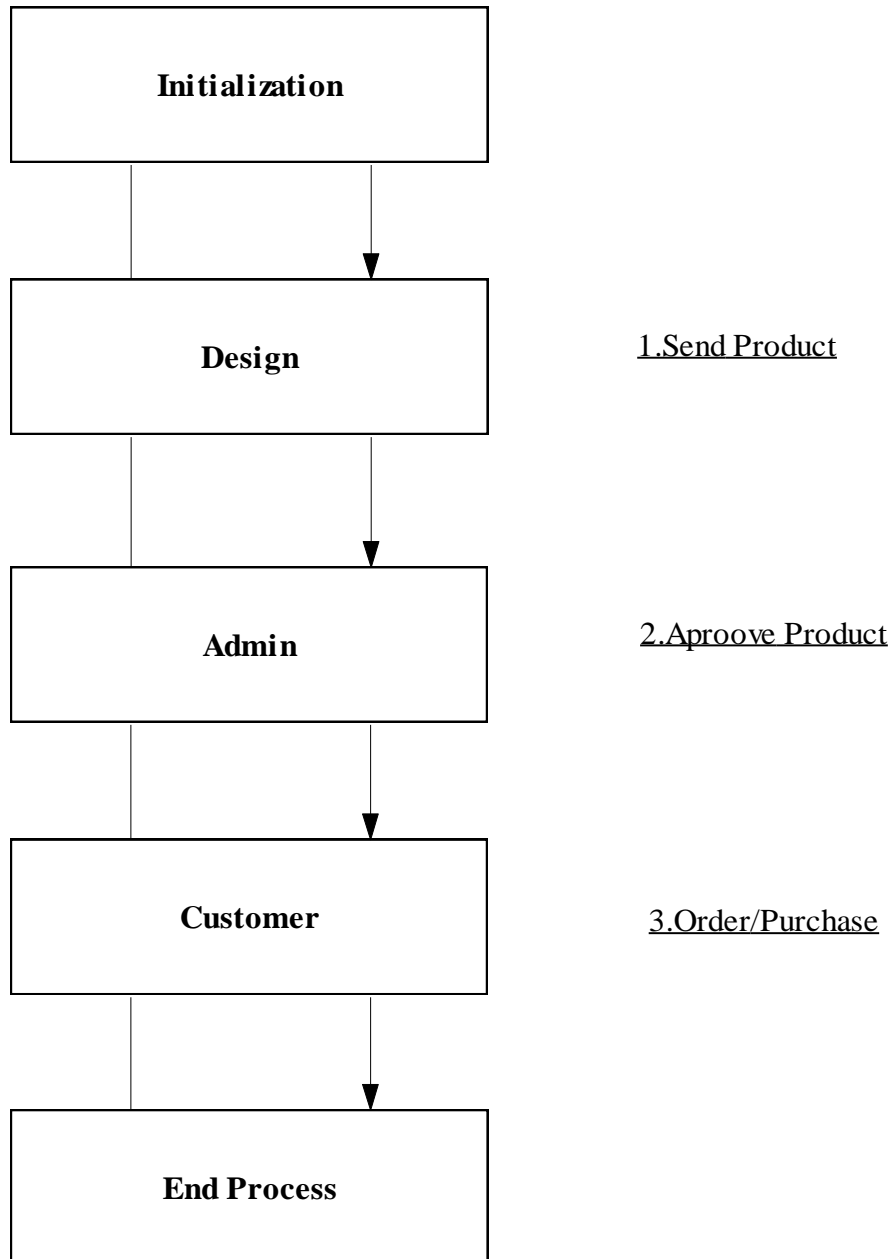 Initialization
Design
1.Send Product
Admin
2.Aproove Product
Customer
3.Order/Purchase
End Process